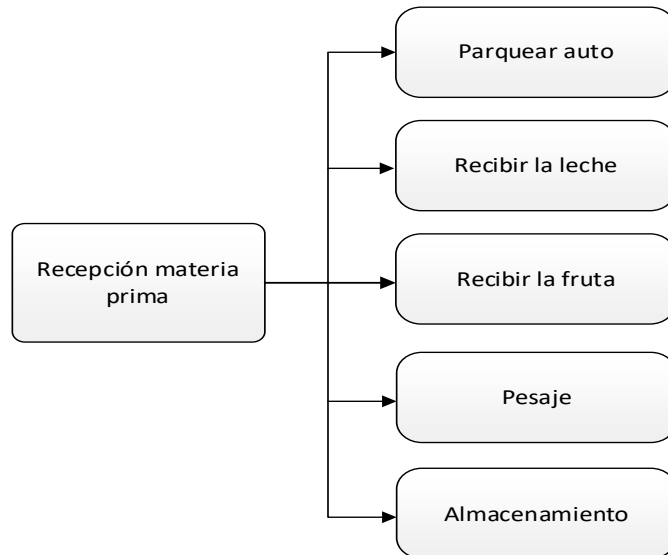 Parquear auto
Recibir la leche
Recepción materia
prima
Recibir la fruta
Pesaje
Almacenamiento